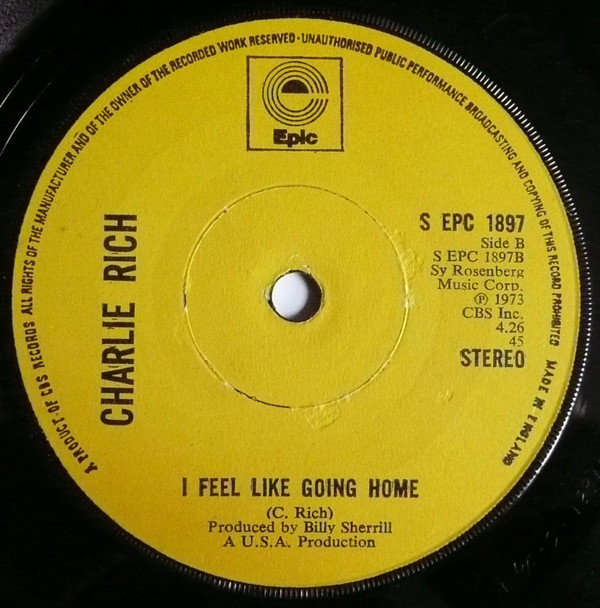 A PRODUCT OF CBS RECORDS ALL RIGHTS OF THE MANUFACTURER AND OF THE OWNER OF THE RECORDED WORK RESERVED · UNAUTHORISED PUBLIC PERFORMANCE BROADCASTING AND COPYING OF THIS RECORD PROHIBITED MADE IN ENGLAND
Epic
CHARLIE RICH
S EPC 1897
Side B
S EPC 1897B
Sy Rosenberg
Music Corp.
℗ 1973
CBS Inc.
4.26
45
STEREO
I FEEL LIKE GOING HOME
(C. Rich)
Produced by Billy Sherrill
A U.S.A. Production